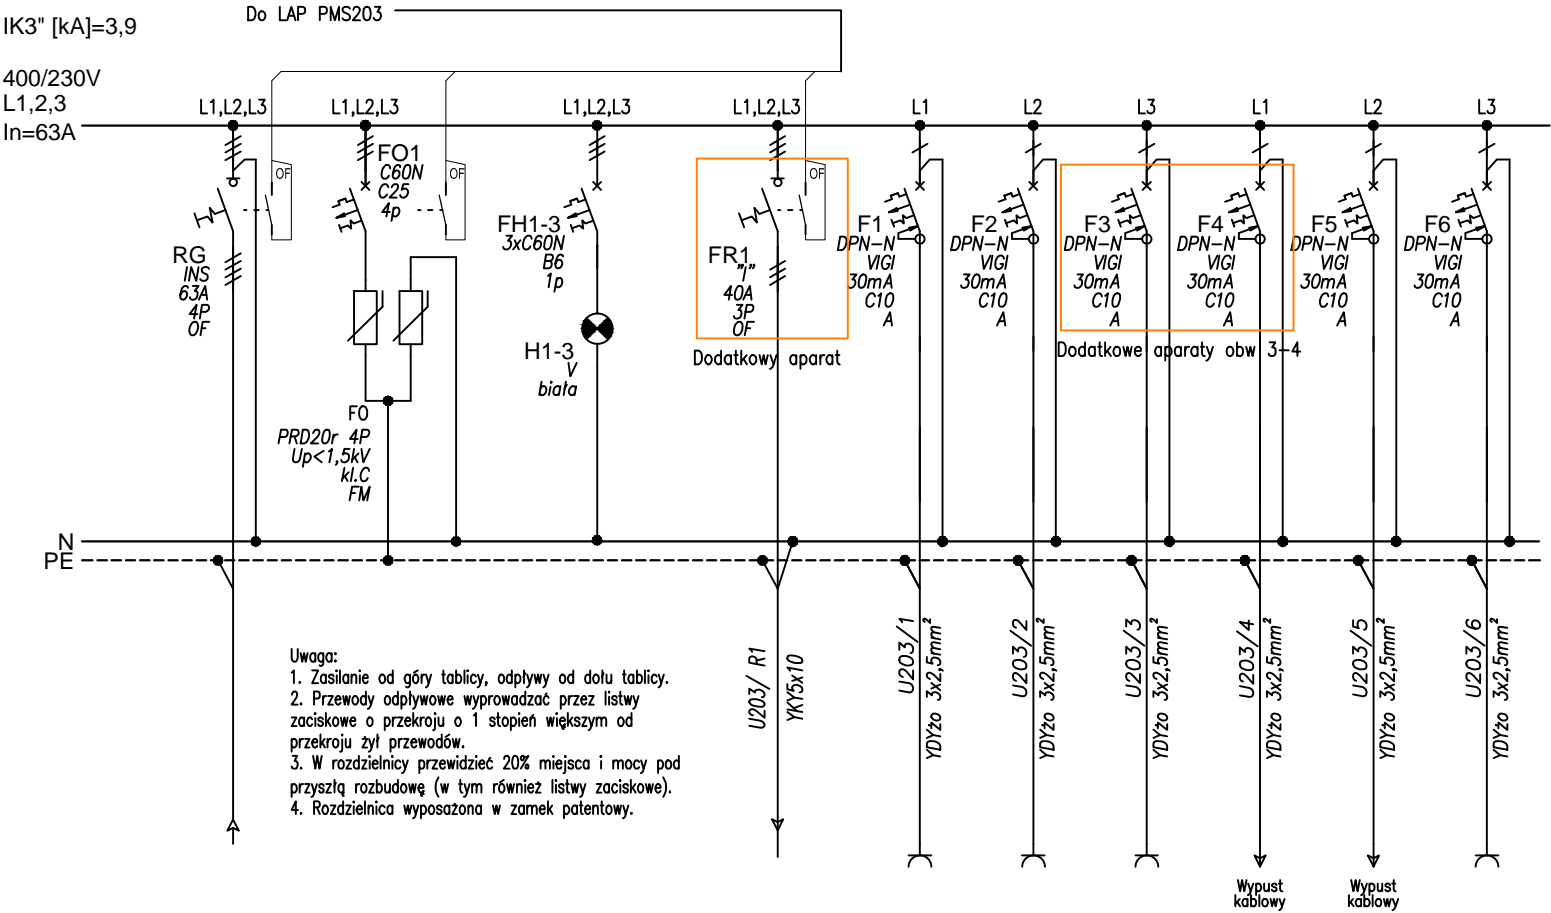 IK3" [kA]=3,9
Do LAP PMS203
400/230V
L1,2,3
In=63A
L1,L2,L3
L1,L2,L3
L1,L2,L3
L1,L2,L3
L1
L2
L3
L1
L2
L3
OF
OF
OF
RG
INS
63A
4P
OF
FO1
C60N
C25
4p
FO
PRD20r 4P
Up<1,5kV
kl.C
FM
FH1-3
3xC60N
B6
1p
H1-3
V
biała
FR1
"I"
40A
3P
OF
Dodatkowy aparat
F1
DPN-N
VIGI
30mA
C10
A
F2
DPN-N
VIGI
30mA
C10
A
F3
DPN-N
VIGI
30mA
C10
A
F4
DPN-N
VIGI
30mA
C10
A
Dodatkowe aparaty obw 3-4
F5
DPN-N
VIGI
30mA
C10
A
F6
DPN-N
VIGI
30mA
C10
A
N
PE
Uwaga:
1. Zasilanie od góry tablicy, odpływy od dołu tablicy.
2. Przewody odpływowe wyprowadzać przez listwy
zaciskowe o przekroju o 1 stopień większym od
przekroju żył przewodów.
3. W rozdzielnicy przewidzieć 20% miejsca i mocy pod
przyszłą rozbudowę (w tym również listwy zaciskowe).
4. Rozdzielnica wyposażona w zamek patentowy.
U203/ R1
YKY5x10
U203/1
YDYżo 3x2,5mm²
U203/2
YDYżo 3x2,5mm²
U203/3
YDYżo 3x2,5mm²
U203/4
YDYżo 3x2,5mm²
U203/5
YDYżo 3x2,5mm²
U203/6
YDYżo 3x2,5mm²
Wypust
kablowy
Wypust
kablowy